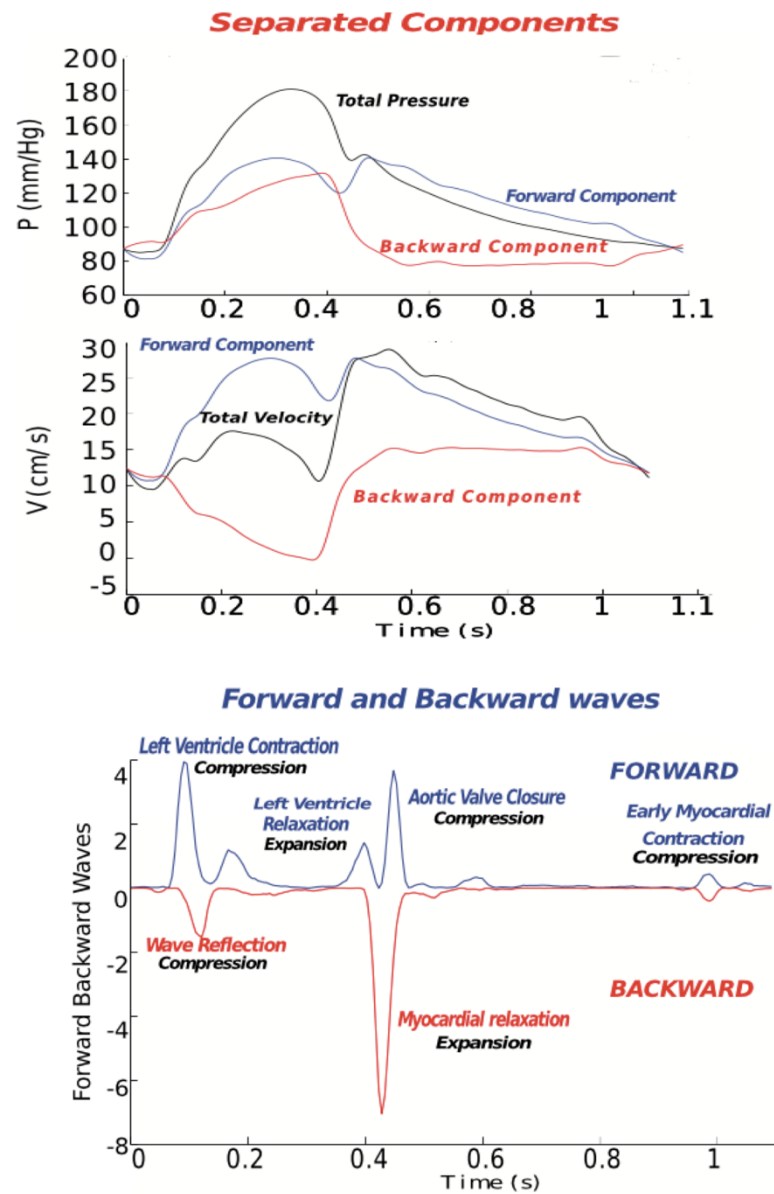 Separated Components
P (mm/Hg)
200
180
160
140
120
100
80
60
Total Pressure
Forward Component
Backward Component
0
0.2
0.4
0.6
0.8
1
1.1
V(cm/s)
30
25
20
15
10
5
0
-5
Forward Component
Total Velocity
Backward Component
0
0.2
0.4
0.6
0.8
1
1.1
Time (s)
Forward and Backward waves
Forward Backward Waves
4
2
0
-2
-4
-6
-8
Left Ventricle Contraction
Compression
Left Ventricle
Relaxation
Expansion
Aortic Valve Closure
Compression
FORWARD
Early Myocardial
Contraction
Compression
Wave Reflection
Compression
Myocardial relaxation
Expansion
BACKWARD
0
0.2
0.4
0.6
0.8
1
Time (s)